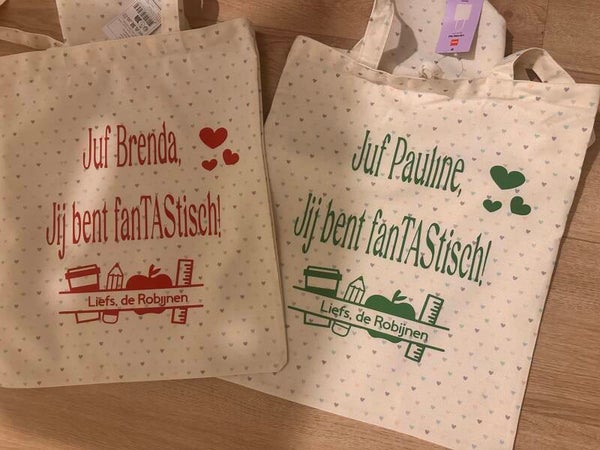 Juf Brenda,
Jij bent fanTAStisch!
Liefs, de Robijnen
Juf Pauline,
Jij bent fanTAStisch!
Liefs, de Robijnen